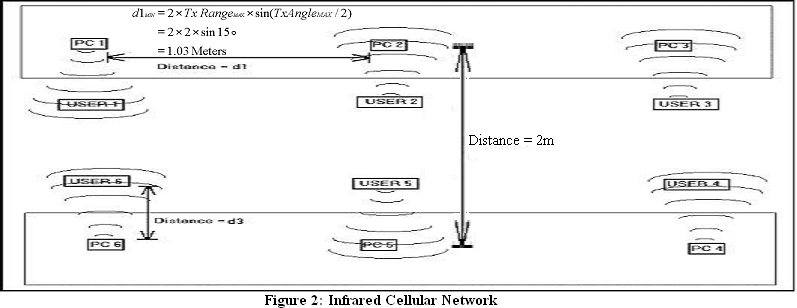 d1MIN = 2 × Tx RangeMAX × sin(TxAngleMAX / 2)
= 2 × 2 × sin 15∘
= 1.03 Meters
PC 1
PC 2
PC 3
Distance = d1
USER 1
USER 2
USER 3
Distance = 2m
USER 6
USER 5
USER 4
Distance = d3
PC 6
PC 5
PC 4
Figure 2: Infrared Cellular Network